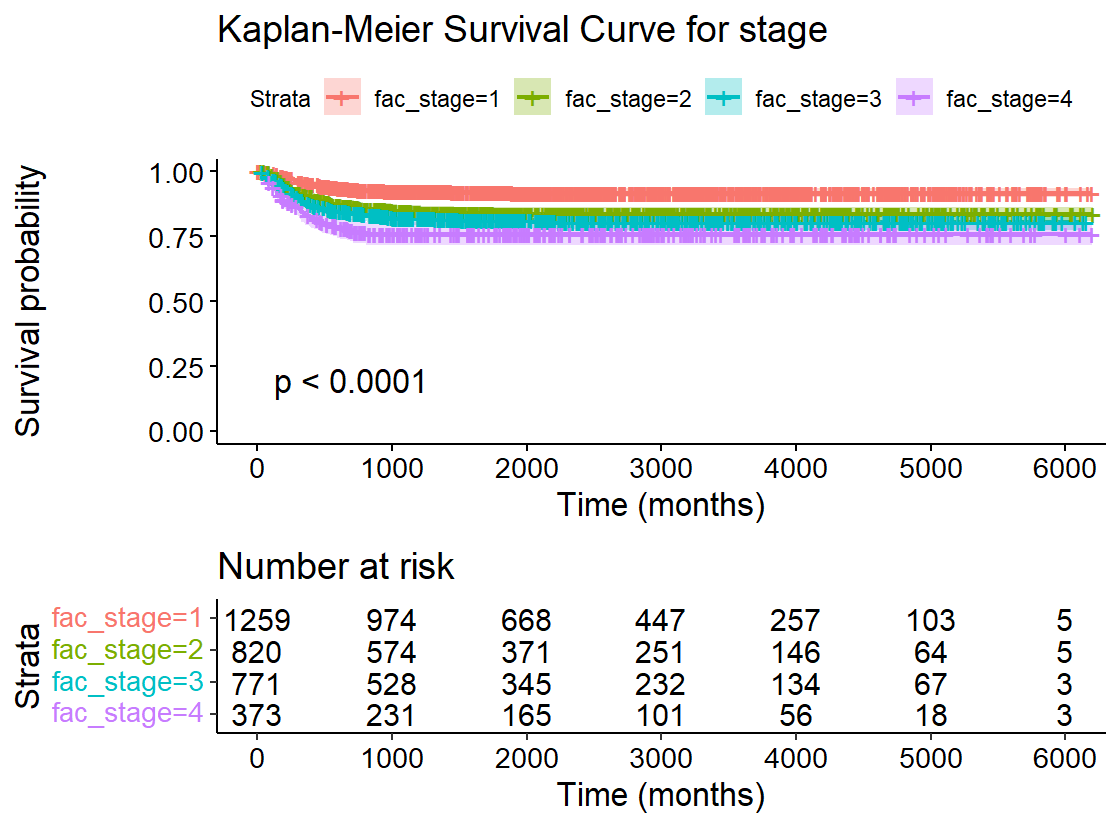 Kaplan-Meier Survival Curve for stage
Strata fac_stage=1 fac_stage=2 fac_stage=3 fac_stage=4
Survival probability
1.00
0.75
0.50
0.25
0.00
p < 0.0001
0 1000 2000 3000 4000 5000 6000
Time (months)
Number at risk
Strata
fac_stage=1 1259 974 668 447 257 103 5
fac_stage=2 820 574 371 251 146 64 5
fac_stage=3 771 528 345 232 134 67 3
fac_stage=4 373 231 165 101 56 18 3
0 1000 2000 3000 4000 5000 6000
Time (months)